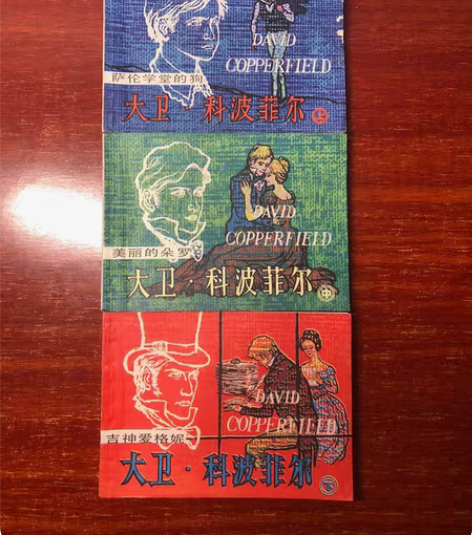 DAVID
COPPERFIELD
萨伦学堂的狗
大卫·科波菲尔 上
DAVID
COPPERFIELD
美丽的朵罗
大卫·科波菲尔 中
DAVID
COPPERFIELD
吉神爱格妮
大卫·科波菲尔 下